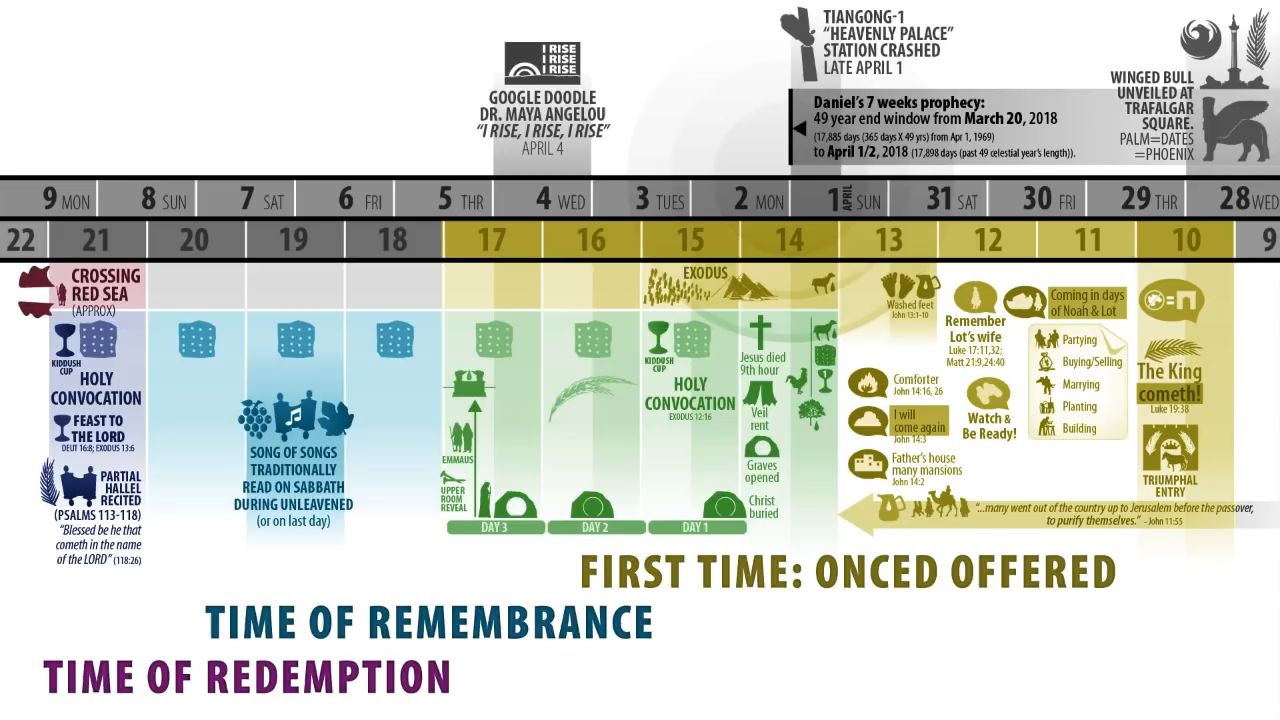 I RISE
I RISE
I RISE
GOOGLE DOODLE
DR. MAYA ANGELOU
“I RISE, I RISE, I RISE”
APRIL 4
TIANGONG-1
“HEAVENLY PALACE”
STATION CRASHED
LATE APRIL 1
Daniel's 7 weeks prophecy:
49 year end window from March 20, 2018
(17,885 days (365 days X 49 yrs) from Apr 1, 1969)
to April 1/2, 2018 (17,898 days (past 49 celestial year's length)).
WINGED BULL
UNVEILED AT
TRAFALGAR
SQUARE.
PALM=DATES
=PHOENIX
9 MON 8 SUN 7 SAT 6 FRI 5 THR 4 WED 3 TUES 2 MON 1 APRIL SUN 31 SAT 30 FRI 29 THR 28 WED
22 21 20 19 18 17 16 15 14 13 12 11 10 9
CROSSING
RED SEA
(APPROX)
KIDDUSH
CUP
HOLY
CONVOCATION
FEAST TO
THE LORD
DEUT 16:8; EXODUS 13:6
PARTIAL
HALLEL
RECITED
(PSALMS 113-118)
“Blessed be he that
cometh in the name
of the LORD” (118:26)
SONG OF SONGS
TRADITIONALLY
READ ON SABBATH
DURING UNLEAVENED
(or on last day)
EMMAUS
UPPER
ROOM
REVEAL
DAY 3
DAY 2
DAY 1
EXODUS
KIDDUSH
CUP
HOLY
CONVOCATION
EXODUS 12:16
Jesus died
9th hour
Veil
rent
Graves
opened
Christ
buried
Washed feet
John 13:1-10
Comforter
John 14:16, 26
I will
come again
John 14:3
Father's house
many mansions
John 14:2
Remember
Lot's wife
Luke 17:11,32;
Matt 21:9,24:40
Watch &
Be Ready!
Coming in days
of Noah & Lot
Partying
Buying/Selling
Marrying
Planting
Building
The King
cometh!
Luke 19:38
TRIUMPHAL
ENTRY
“...many went out of the country up to Jerusalem before the passover,
to purify themselves.” - John 11:55
FIRST TIME: ONCED OFFERED
TIME OF REMEMBRANCE
TIME OF REDEMPTION